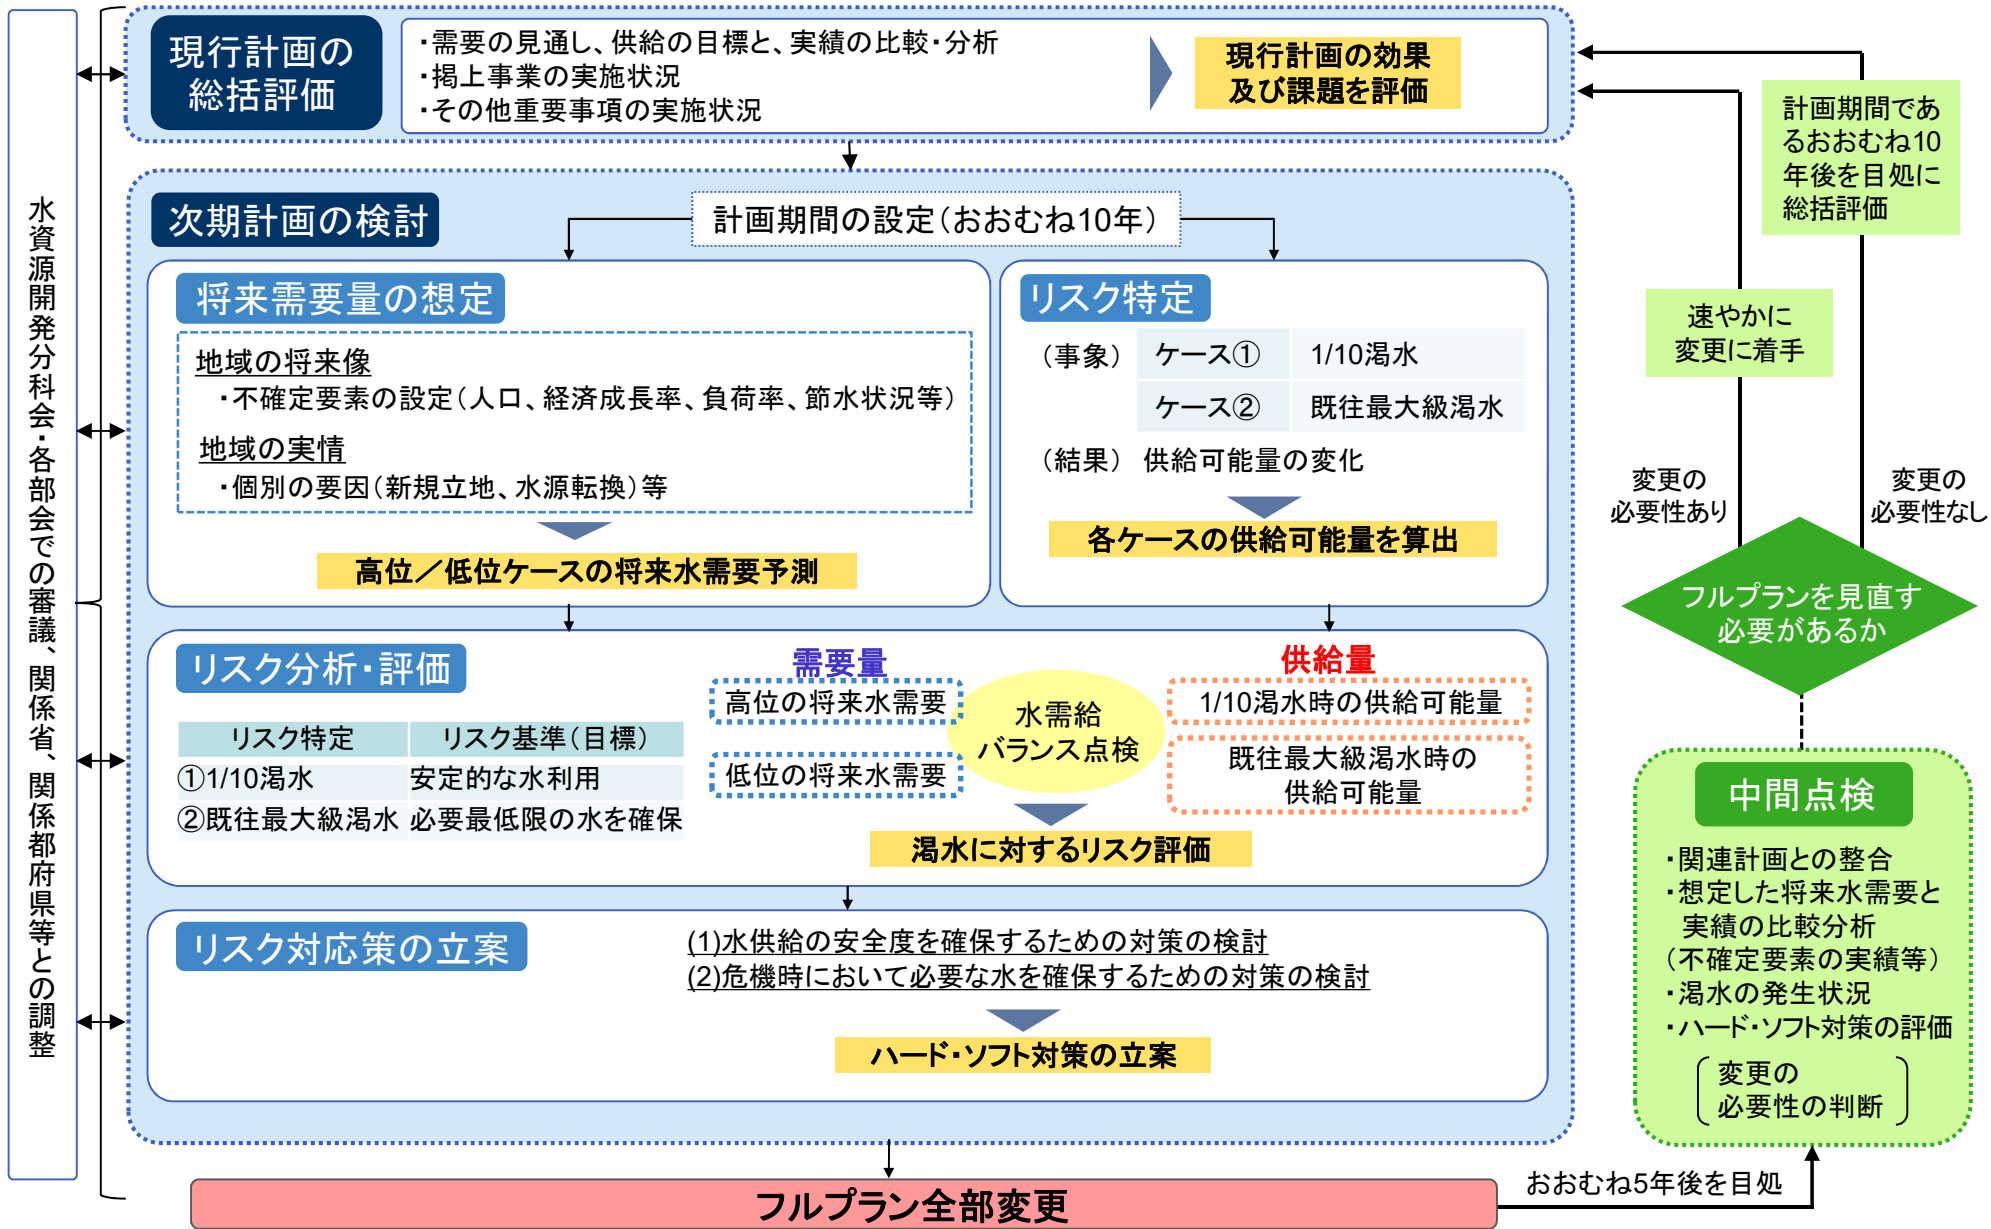 水資源開発分科会・各部会での審議、関係省、関係都府県等との調整
現行計画の
総括評価
・需要の見通し、供給の目標と、実績の比較・分析
・掲上事業の実施状況
・その他重要事項の実施状況
現行計画の効果
及び課題を評価
次期計画の検討
計画期間の設定（おおむね10年）
将来需要量の想定
地域の将来像
・不確定要素の設定（人口、経済成長率、負荷率、節水状況等）
地域の実情
・個別の要因（新規立地、水源転換）等
高位／低位ケースの将来水需要予測
リスク特定
（事象） ケース① 1/10渇水
ケース② 既往最大級渇水
（結果） 供給可能量の変化
各ケースの供給可能量を算出
リスク分析・評価
リスク特定 リスク基準（目標）
①1/10渇水 安定的な水利用
②既往最大級渇水 必要最低限の水を確保
需要量
高位の将来水需要
低位の将来水需要
水需給
バランス点検
供給量
1/10渇水時の供給可能量
既往最大級渇水時の
供給可能量
渇水に対するリスク評価
リスク対応策の立案
(1)水供給の安全度を確保するための対策の検討
(2)危機時において必要な水を確保するための対策の検討
ハード・ソフト対策の立案
フルプラン全部変更
おおむね5年後を目処
中間点検
・関連計画との整合
・想定した将来水需要と
実績の比較分析
（不確定要素の実績等）
・渇水の発生状況
・ハード・ソフト対策の評価
変更の
必要性の判断
フルプランを見直す
必要があるか
変更の
必要性あり
変更の
必要性なし
速やかに
変更に着手
計画期間であ
るおおむね10
年後を目処に
総括評価